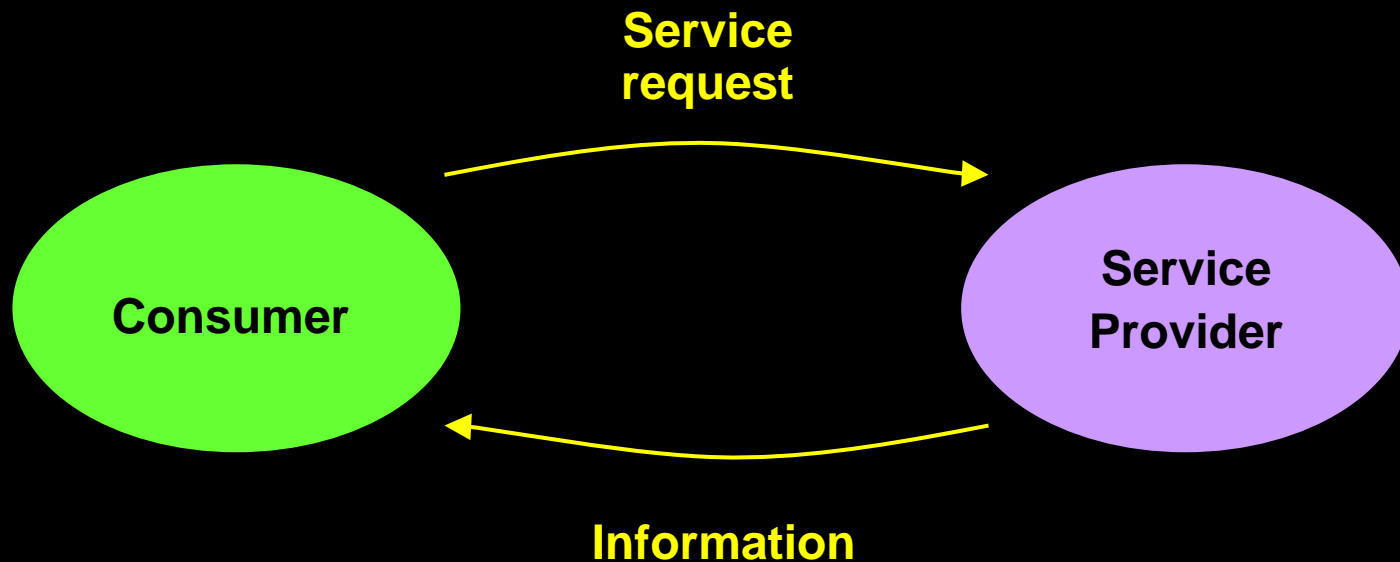 Service
request
Consumer
Service
Provider
Information